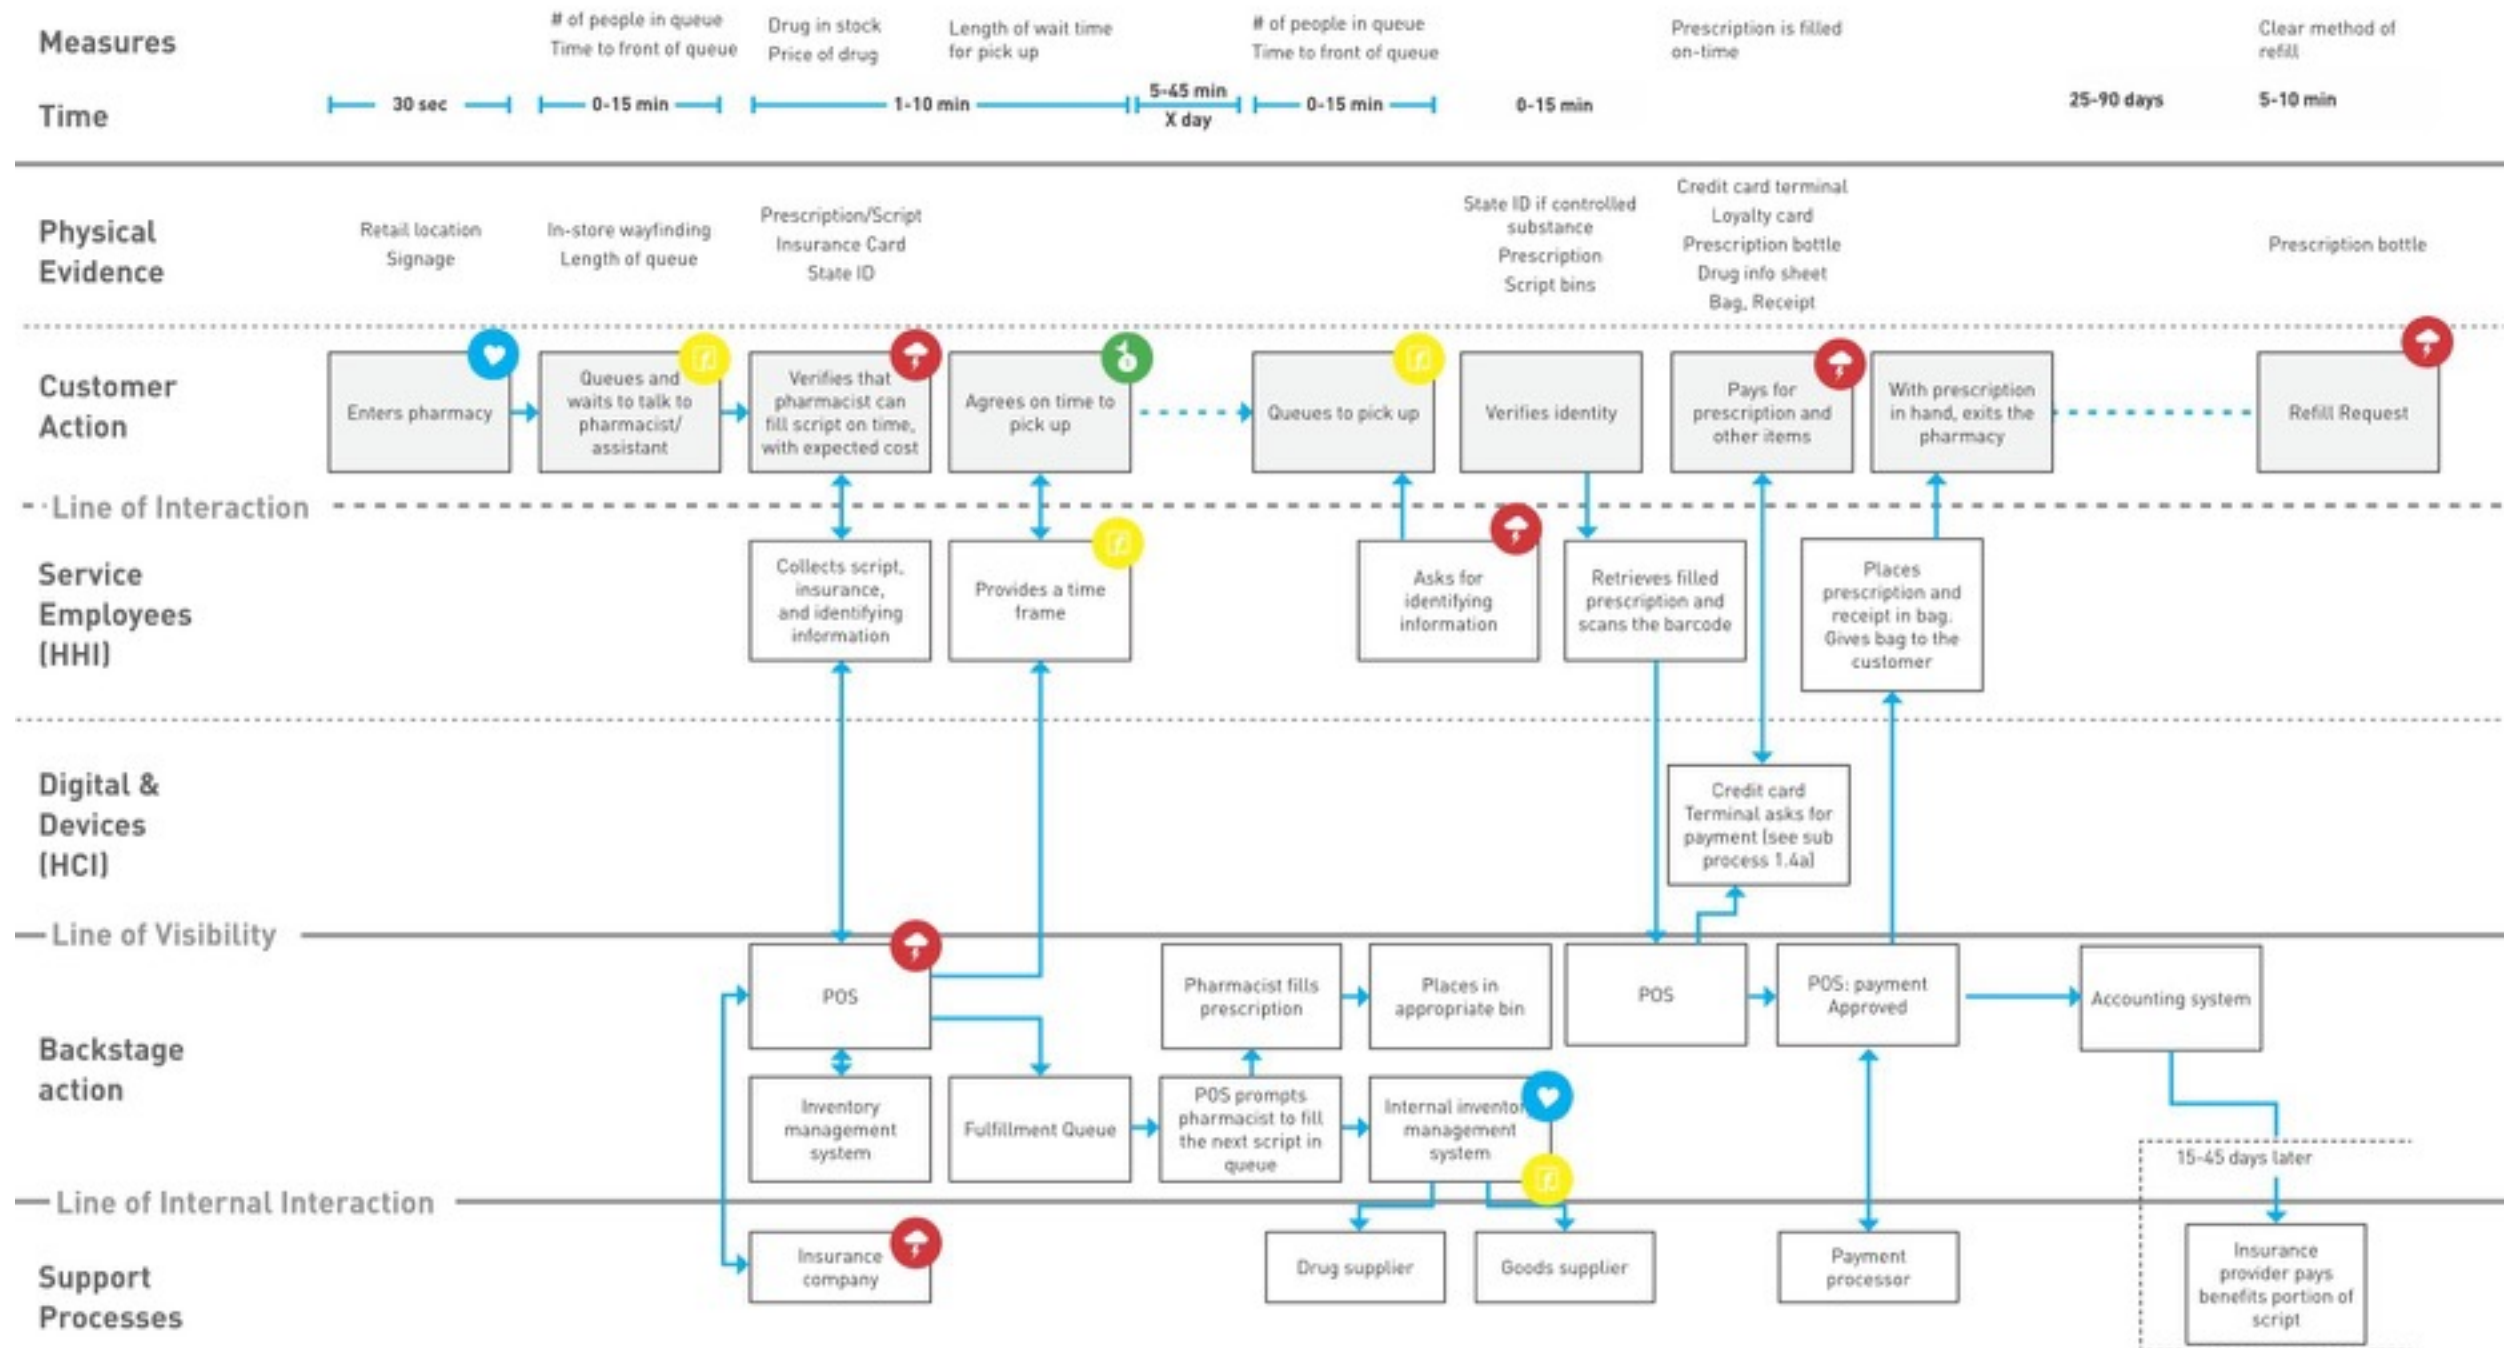 Measures
# of people in queue
Time to front of queue
Drug in stock
Price of drug
Length of wait time
for pick up
# of people in queue
Time to front of queue
Prescription is filled
on-time
Clear method of
refill
Time
30 sec
0-15 min
1-10 min
5-45 min
X day
0-15 min
0-15 min
25-90 days
5-10 min
Physical
Evidence
Retail location
Signage
In-store wayfinding
Length of queue
Prescription/Script
Insurance Card
State ID
State ID if controlled
substance
Prescription
Script bins
Credit card terminal
Loyalty card
Prescription bottle
Drug info sheet
Bag, Receipt
Prescription bottle
Customer
Action
Enters pharmacy
Queues and
waits to talk to
pharmacist/
assistant
Verifies that
pharmacist can
fill script on time,
with expected cost
Agrees on time to
pick up
Queues to pick up
Verifies identity
Pays for
prescription and
other items
With prescription
in hand, exits the
pharmacy
Refill Request
Line of Interaction
Service
Employees
(HHI)
Collects script,
insurance,
and identifying
information
Provides a time
frame
Asks for
identifying
information
Retrieves filled
prescription and
scans the barcode
Places
prescription and
receipt in bag.
Gives bag to the
customer
Digital &
Devices
(HCI)
Credit card
Terminal asks for
payment (see sub
process 1.4a)
Line of Visibility
Backstage
action
POS
Pharmacist fills
prescription
Places in
appropriate bin
POS
POS: payment
Approved
Accounting system
Inventory
management
system
Fulfillment Queue
POS prompts
pharmacist to fill
the next script in
queue
Internal inventor
management
system
15-45 days later
Line of Internal Interaction
Support
Processes
Insurance
company
Drug supplier
Goods supplier
Payment
processor
Insurance
provider pays
benefits portion of
script